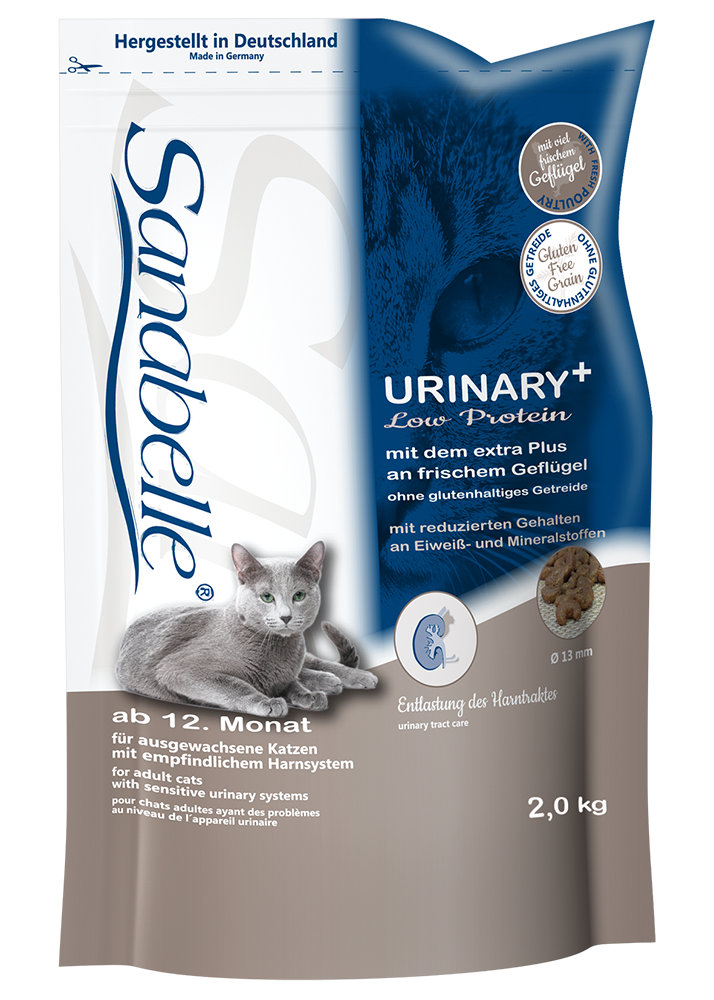 Hergestellt in Deutschland
Made in Germany
Sanabelle®
mit viel
frischem
Geflügel
WITH FRESH POULTRY
OHNE GLUTENHALTIGES GETREIDE
Gluten
Free
Grain
URINARY+
Low Protein
mit dem extra Plus
an frischem Geflügel
ohne glutenhaltiges Getreide
mit reduzierten Gehalten
an Eiweiß- und Mineralstoffen
Ø 13 mm
Entlastung des Harntraktes
urinary tract care
ab 12. Monat
für ausgewachsene Katzen
mit empfindlichem Harnsystem
for adult cats
with sensitive urinary systems
pour chats adultes ayant des problèmes
au niveau de l´appareil urinaire
2,0 kg